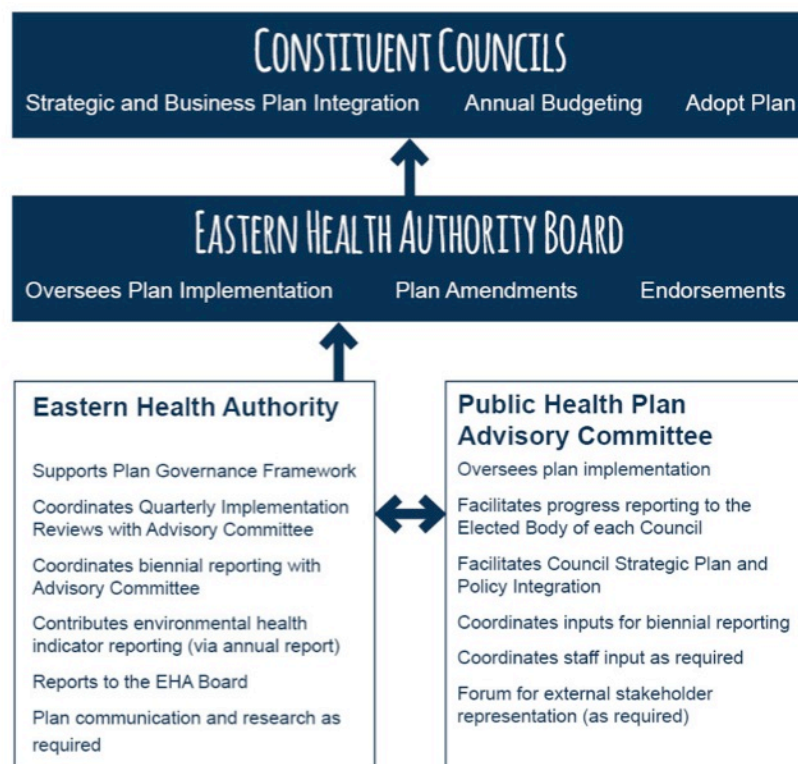 CONSTITUENT COUNCILS
Strategic and Business Plan Integration Annual Budgeting Adopt Plan
EASTERN HEALTH AUTHORITY BOARD
Oversees Plan Implementation Plan Amendments Endorsements
Eastern Health Authority
Supports Plan Governance Framework
Coordinates Quarterly Implementation
Reviews with Advisory Committee
Coordinates biennial reporting with
Advisory Committee
Contributes environmental health
indicator reporting (via annual report)
Reports to the EHA Board
Plan communication and research as
required
Public Health Plan
Advisory Committee
Oversees plan implementation
Facilitates progress reporting to the
Elected Body of each Council
Facilitates Council Strategic Plan and
Policy Integration
Coordinates inputs for biennial reporting
Coordinates staff input as required
Forum for external stakeholder
representation (as required)